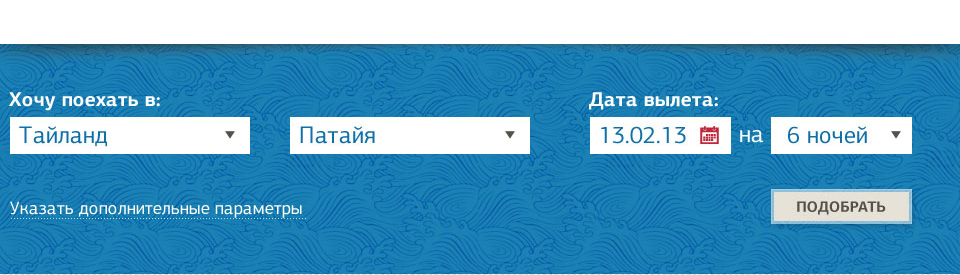 Хочу поехать в: Дата вылета:
Тайланд Патайя 13.02.13 на 6 ночей
Указать дополнительные параметры ПОДОБРАТЬ